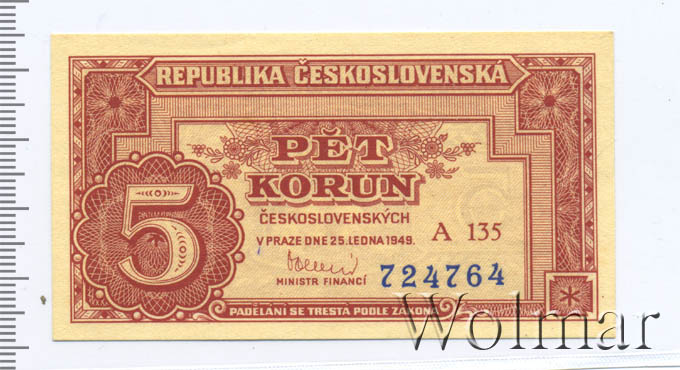 REPUBLIKA ČESKOSLOVENSKÁ
PĚT
KORUN
ČESKOSLOVENSKÝCH
V PRAZE DNE 25. LEDNA 1949.
A 135
5
MINISTR FINANCÍ
724764
PADĚLÁNÍ SE TRESTÁ PODLE ZÁKONA
Wolmar